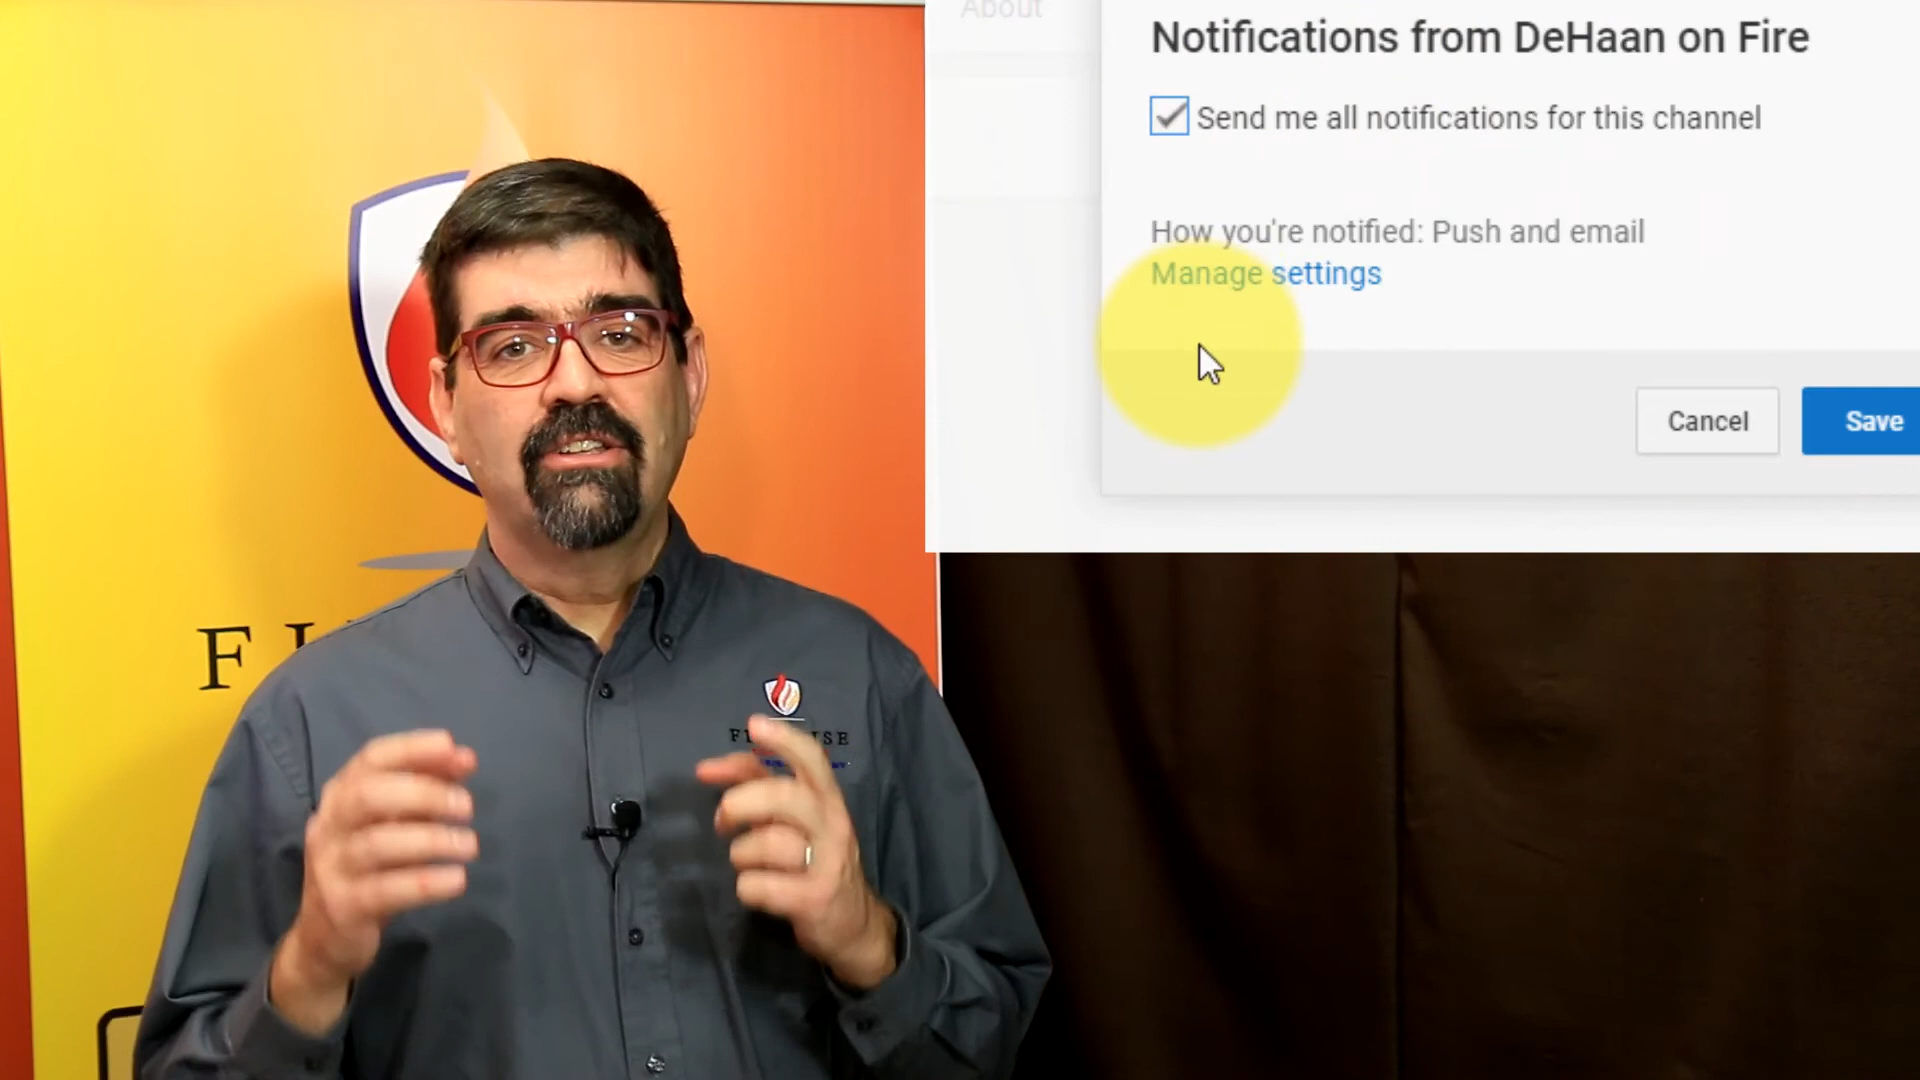 About
Notifications from DeHaan on Fire
Send me all notifications for this channel
How you're notified: Push and email
Manage settings
Cancel
Save